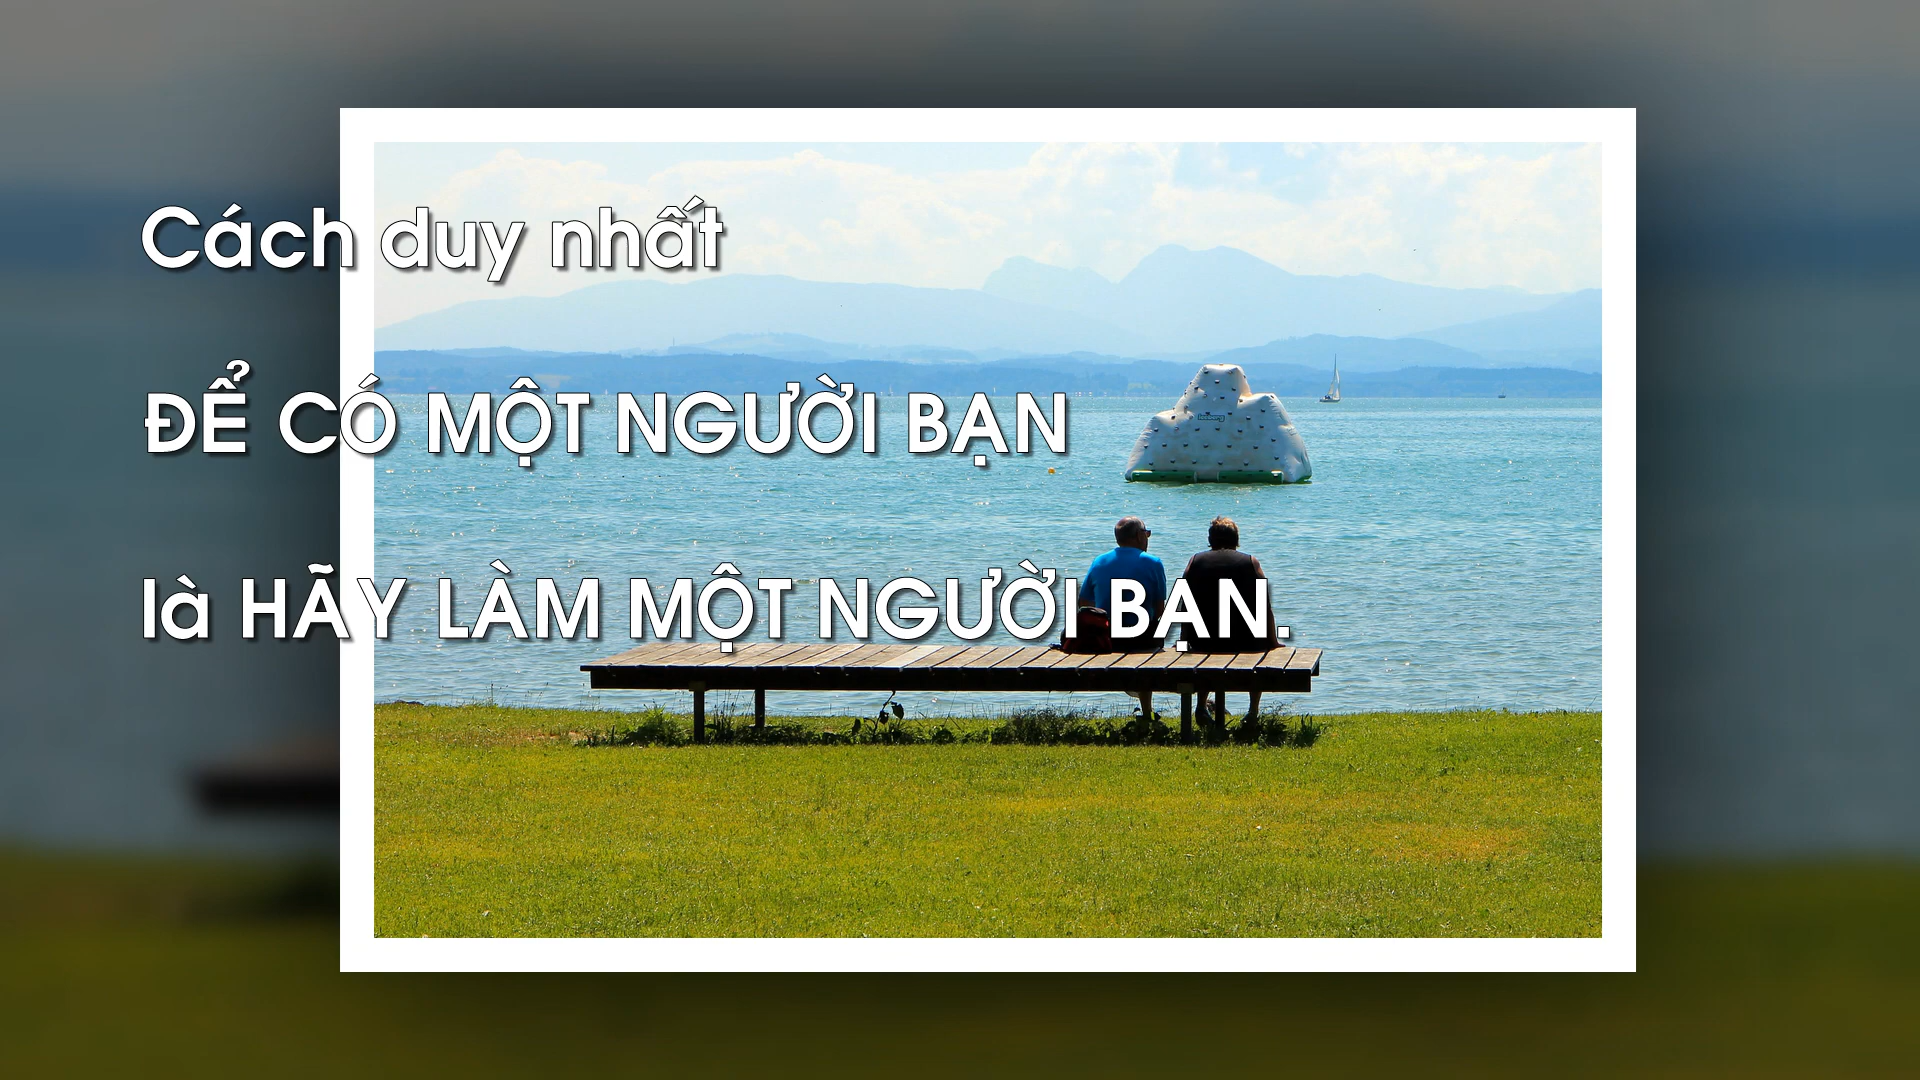 Cách duy nhất
ĐỂ CÓ MỘT NGƯỜI BẠN
là HÃY LÀM MỘT NGƯỜI BẠN.